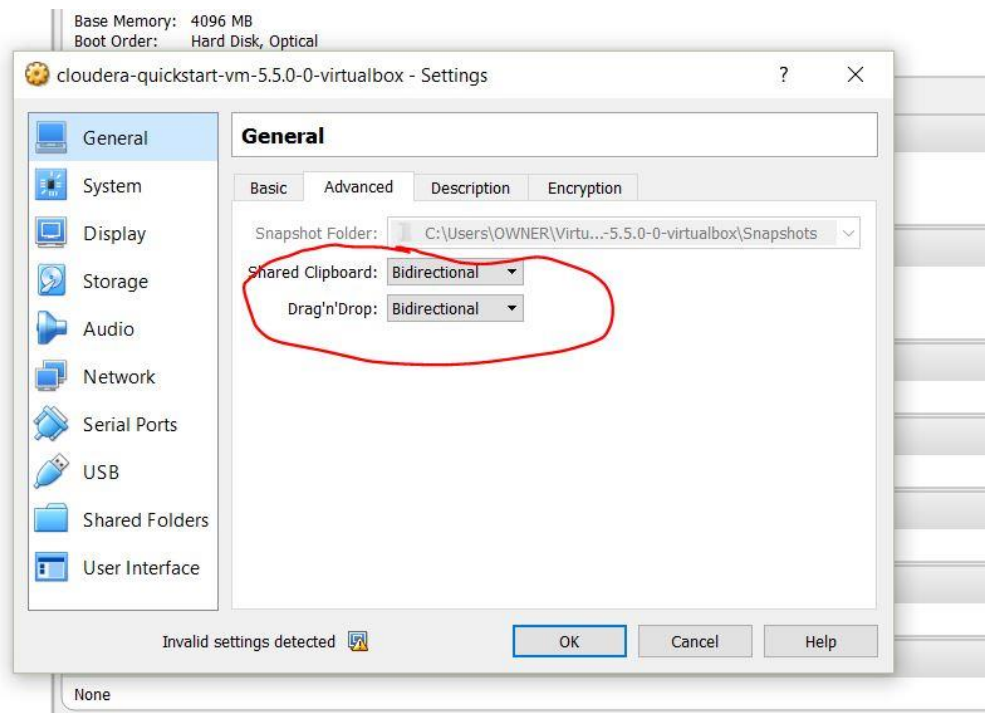 Base Memory: 4096 MB
Boot Order: Hard Disk, Optical
cloudera-quickstart-vm-5.5.0-0-virtualbox - Settings ? ×
General
System
Display
Storage
Audio
Network
Serial Ports
USB
Shared Folders
User Interface
General
Basic Advanced Description Encryption
Snapshot Folder: C:\Users\OWNER\Virtu...-5.5.0-0-virtualbox\Snapshots
Shared Clipboard: Bidirectional
Drag'n'Drop: Bidirectional
Invalid settings detected OK Cancel Help
None